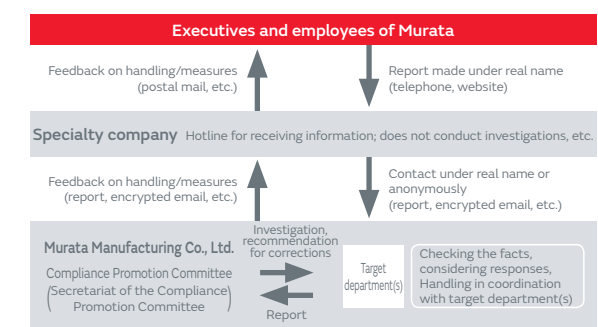 Executives and employees of Murata
Feedback on handling/measures
(postal mail, etc.)
Report made under real name
(telephone, website)
Specialty company Hotline for receiving information; does not conduct investigations, etc.
Feedback on handling/measures
(report, encrypted email, etc.)
Contact under real name or
anonymously
(report, encrypted email, etc.)
Murata Manufacturing Co., Ltd.
Compliance Promotion Committee
(Secretariat of the Compliance
Promotion Committee)
Investigation,
recommendation
for corrections
Report
Target
department(s)
Checking the facts,
considering responses,
Handling in coordination
with target department(s)